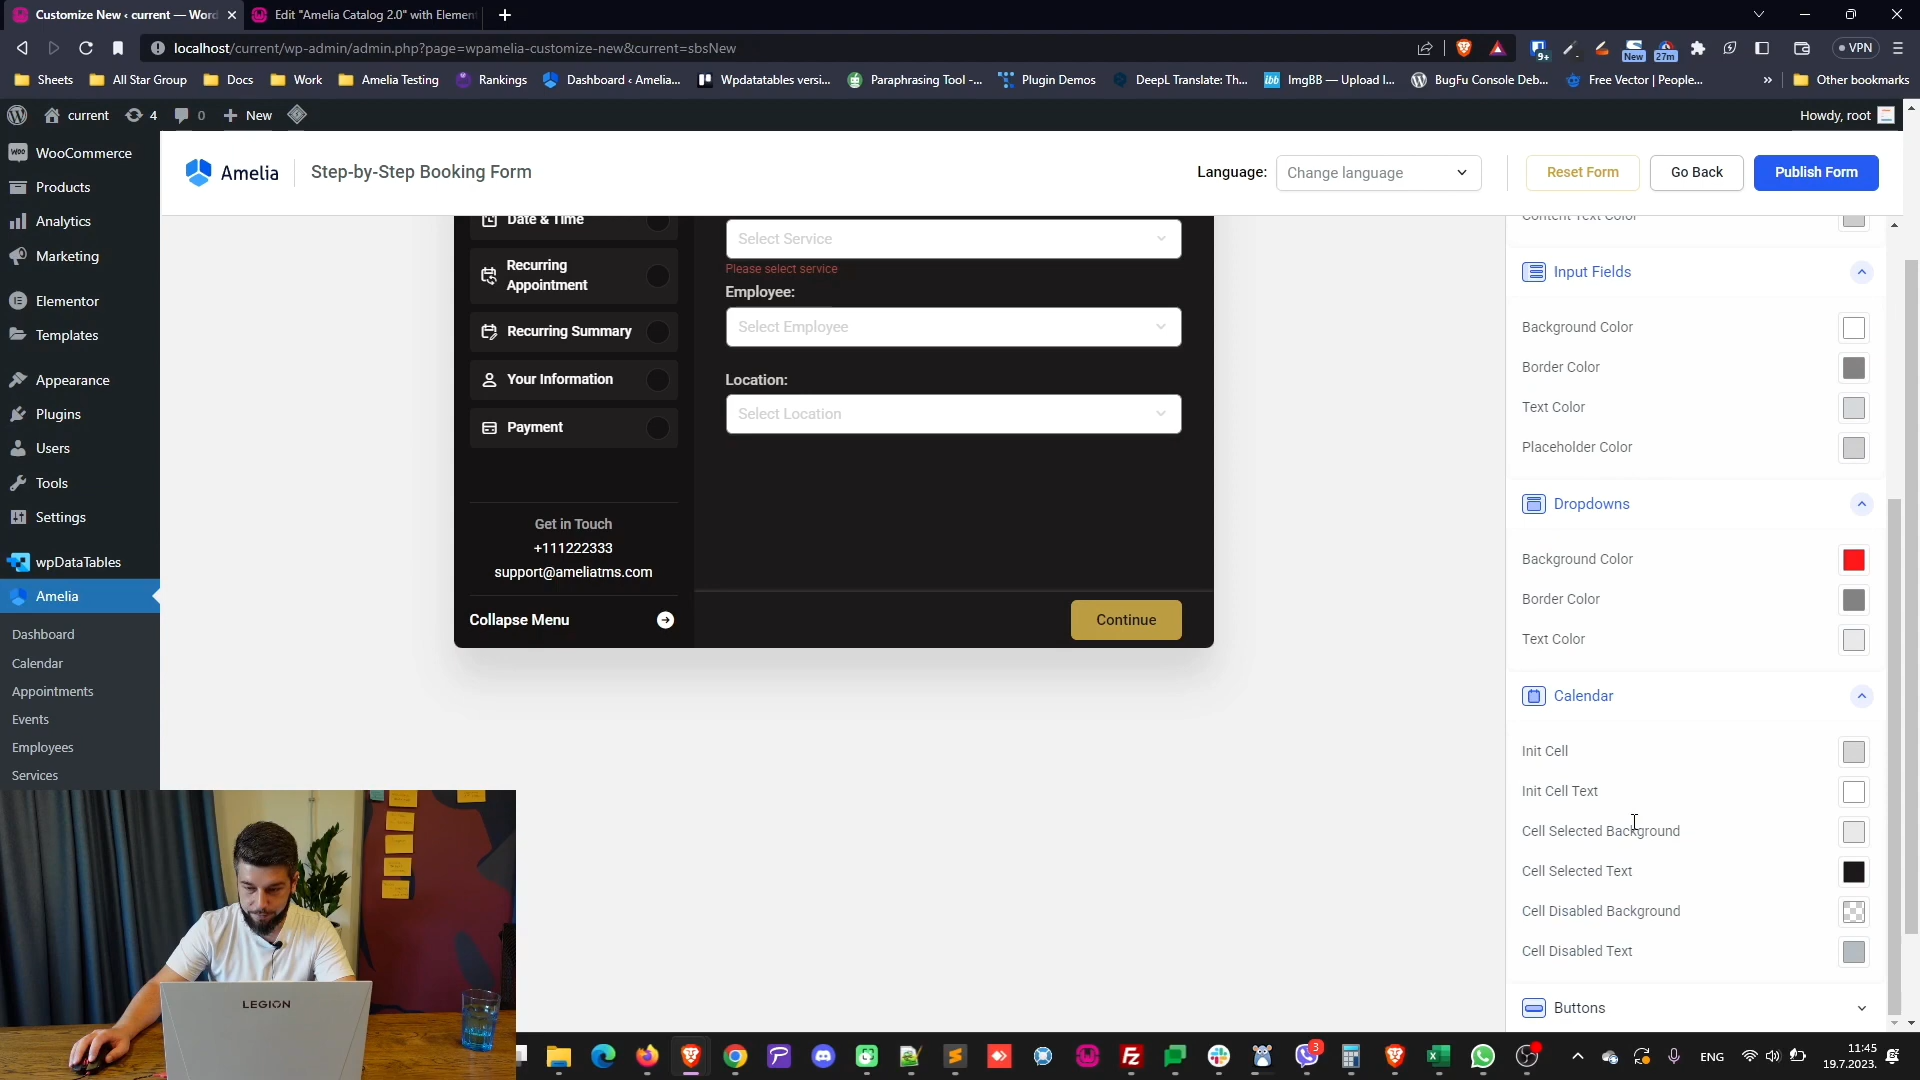 Customize New ‹ current — Word
Edit "Amelia Catalog 2.0" with Elemen
localhost/current/wp-admin/admin.php?page=wpamelia-customize-new&current=sbsNew
9+
New
27m
VPN
Sheets
All Star Group
Docs
Work
Amelia Testing
Rankings
Dashboard ‹ Amelia...
Wpdatatables versi...
Paraphrasing Tool -...
Plugin Demos
DeepL Translate: Th...
ibb
ImgBB — Upload I...
BugFu Console Deb...
Free Vector | People...
»
Other bookmarks
current
4
0
New
Howdy, root
WooCommerce
Products
Analytics
Marketing
Elementor
Templates
Appearance
Plugins
Users
Tools
Settings
wpDataTables
Amelia
Dashboard
Calendar
Appointments
Events
Employees
Services
Amelia
Step-by-Step Booking Form
Language:
Change language
Reset Form
Go Back
Publish Form
Date & Time
Recurring
Appointment
Recurring Summary
Your Information
Payment
Get in Touch
+111222333
support@ameliatms.com
Collapse Menu
Select Service
Please select service
Employee:
Select Employee
Location:
Select Location
Continue
Content Text Color
Input Fields
Background Color
Border Color
Text Color
Placeholder Color
Dropdowns
Background Color
Border Color
Text Color
Calendar
Init Cell
Init Cell Text
Cell Selected Background
Cell Selected Text
Cell Disabled Background
Cell Disabled Text
Buttons
LEGION
3
ENG
11:45
19.7.2023.